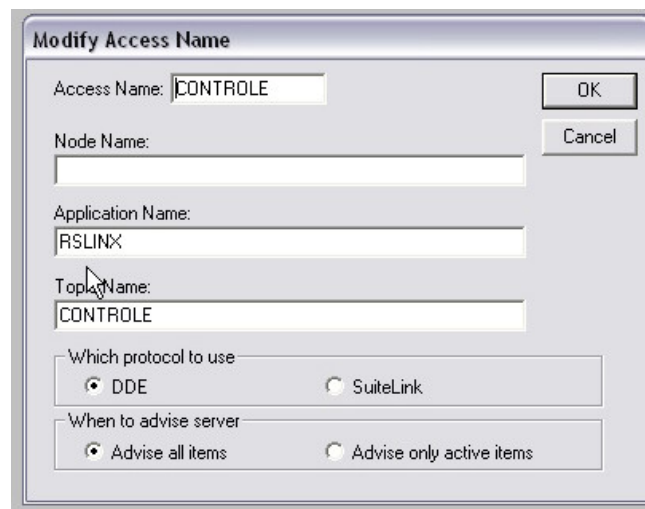 Modify Access Name
Access Name: CONTROLE
OK
Cancel
Node Name:
Application Name:
RSLINX
Name:
CONTROLE
Which protocol to use
DDE
SuiteLink
When to advise server
Advise all items
Advise only active items